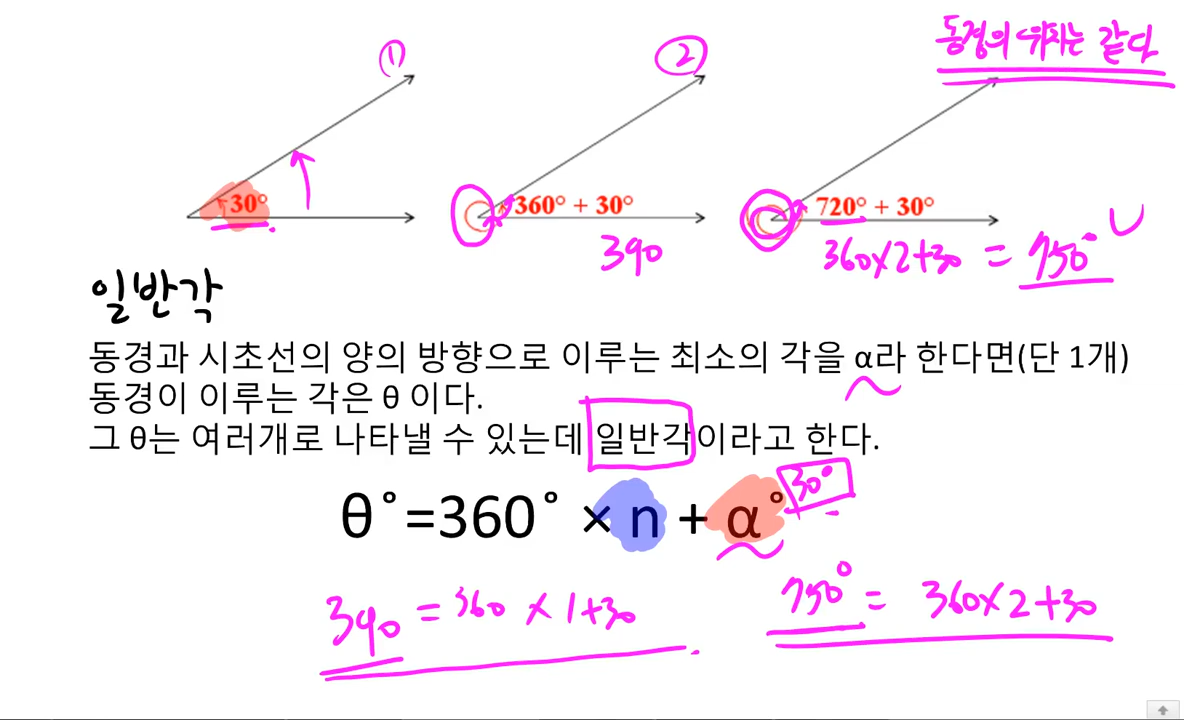 ① ② 동경의 위치는 같다
30° 360° + 30° 720° + 30°
390 360×2+30 = 750°
일반각
동경과 시초선의 양의 방향으로 이루는 최소의 각을 α라 한다면(단 1개)
동경이 이루는 각은 θ 이다.
그 θ는 여러개로 나타낼 수 있는데 일반각이라고 한다.
30°
θ°=360° × n + α°
390 = 360 × 1+30 750° = 360×2+30